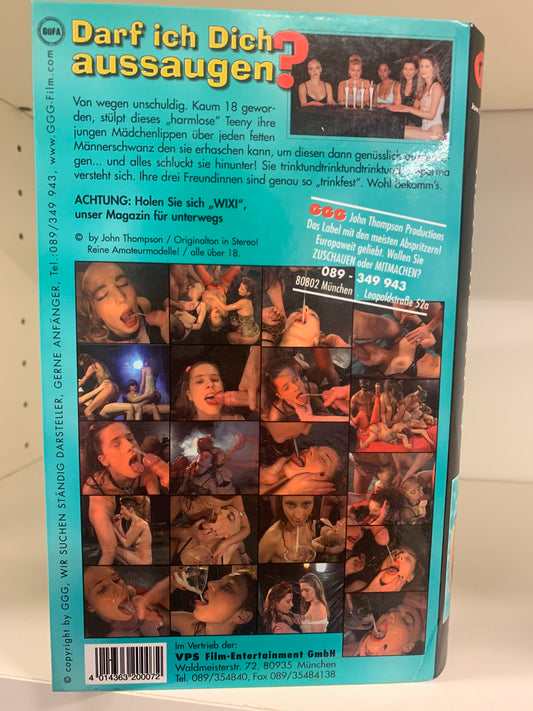 GGG
GOFA
Darf ich Dich
aussaugen?
Von wegen unschuldig. Kaum 18 gewor-
den, stülpt dieses „harmlose" Teeny ihre
jungen Mädchenlippen über jeden fetten
Männerschwanz den sie erhaschen kann, um diesen dann genüsslich
gen... und alles schluckt sie hinunter! Sie trinktundtrinktundtrinktund
versteht sich. Ihre drei Freundinnen sind genau so „trinkfest". Wohl bekomm's.
ACHTUNG: Holen Sie sich „WIXI",
unser Magazin für unterwegs
© by John Thompson / Originalton in Stereo!
Reine Amateurmodelle! / alle über 18.
GGG John Thompson Productions
Das Label mit den meisten Abspritzern!
Europaweit geliebt. Wollen Sie
ZUSCHAUEN oder MITMACHEN?
089 - 349 943
80802 München , Leopoldstraße 52a
© copyright by GGG, WIR SUCHEN STÄNDIG DARSTELLER, GERNE ANFÄNGER, Tel.:089/349 943, www.GGG-Film.com
4 014363 200072
Im Vertrieb der:
VPS Film-Entertainment GmbH
Waldmeisterstr. 72, 80935 München
Tel. 089/354840, Fax 089/35484138